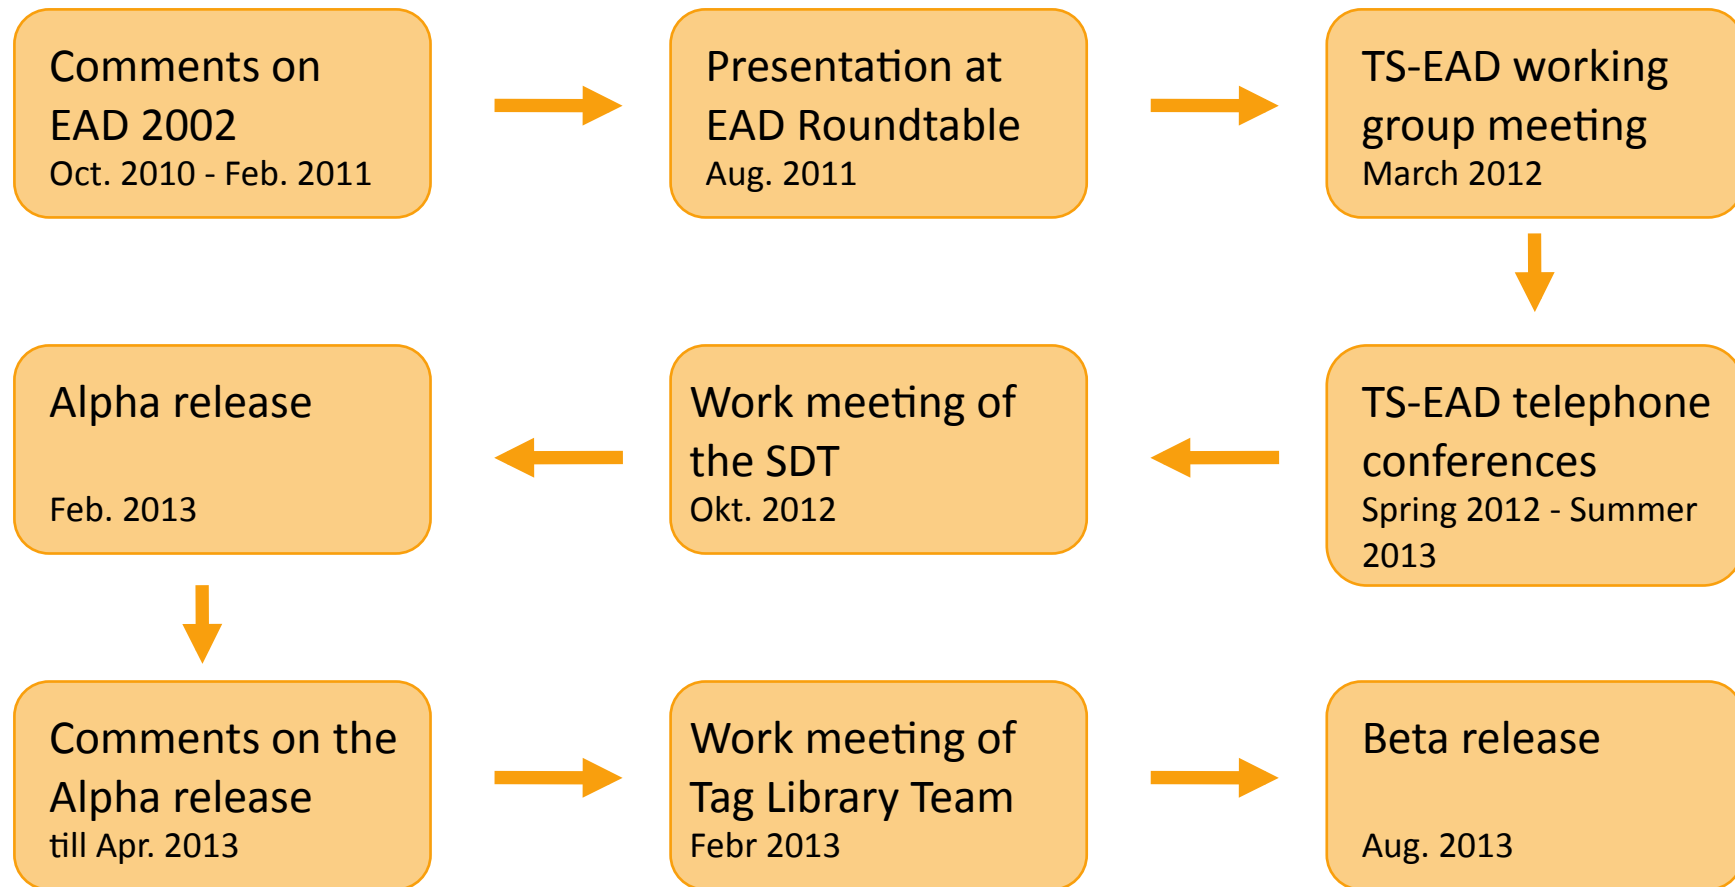 Comments on
EAD 2002
Oct. 2010 - Feb. 2011
Presentation at
EAD Roundtable
Aug. 2011
TS-EAD working
group meeting
March 2012
TS-EAD telephone
conferences
Spring 2012 - Summer
2013
Work meeting of
the SDT
Okt. 2012
Alpha release
Feb. 2013
Comments on the
Alpha release
till Apr. 2013
Work meeting of
Tag Library Team
Febr 2013
Beta release
Aug. 2013